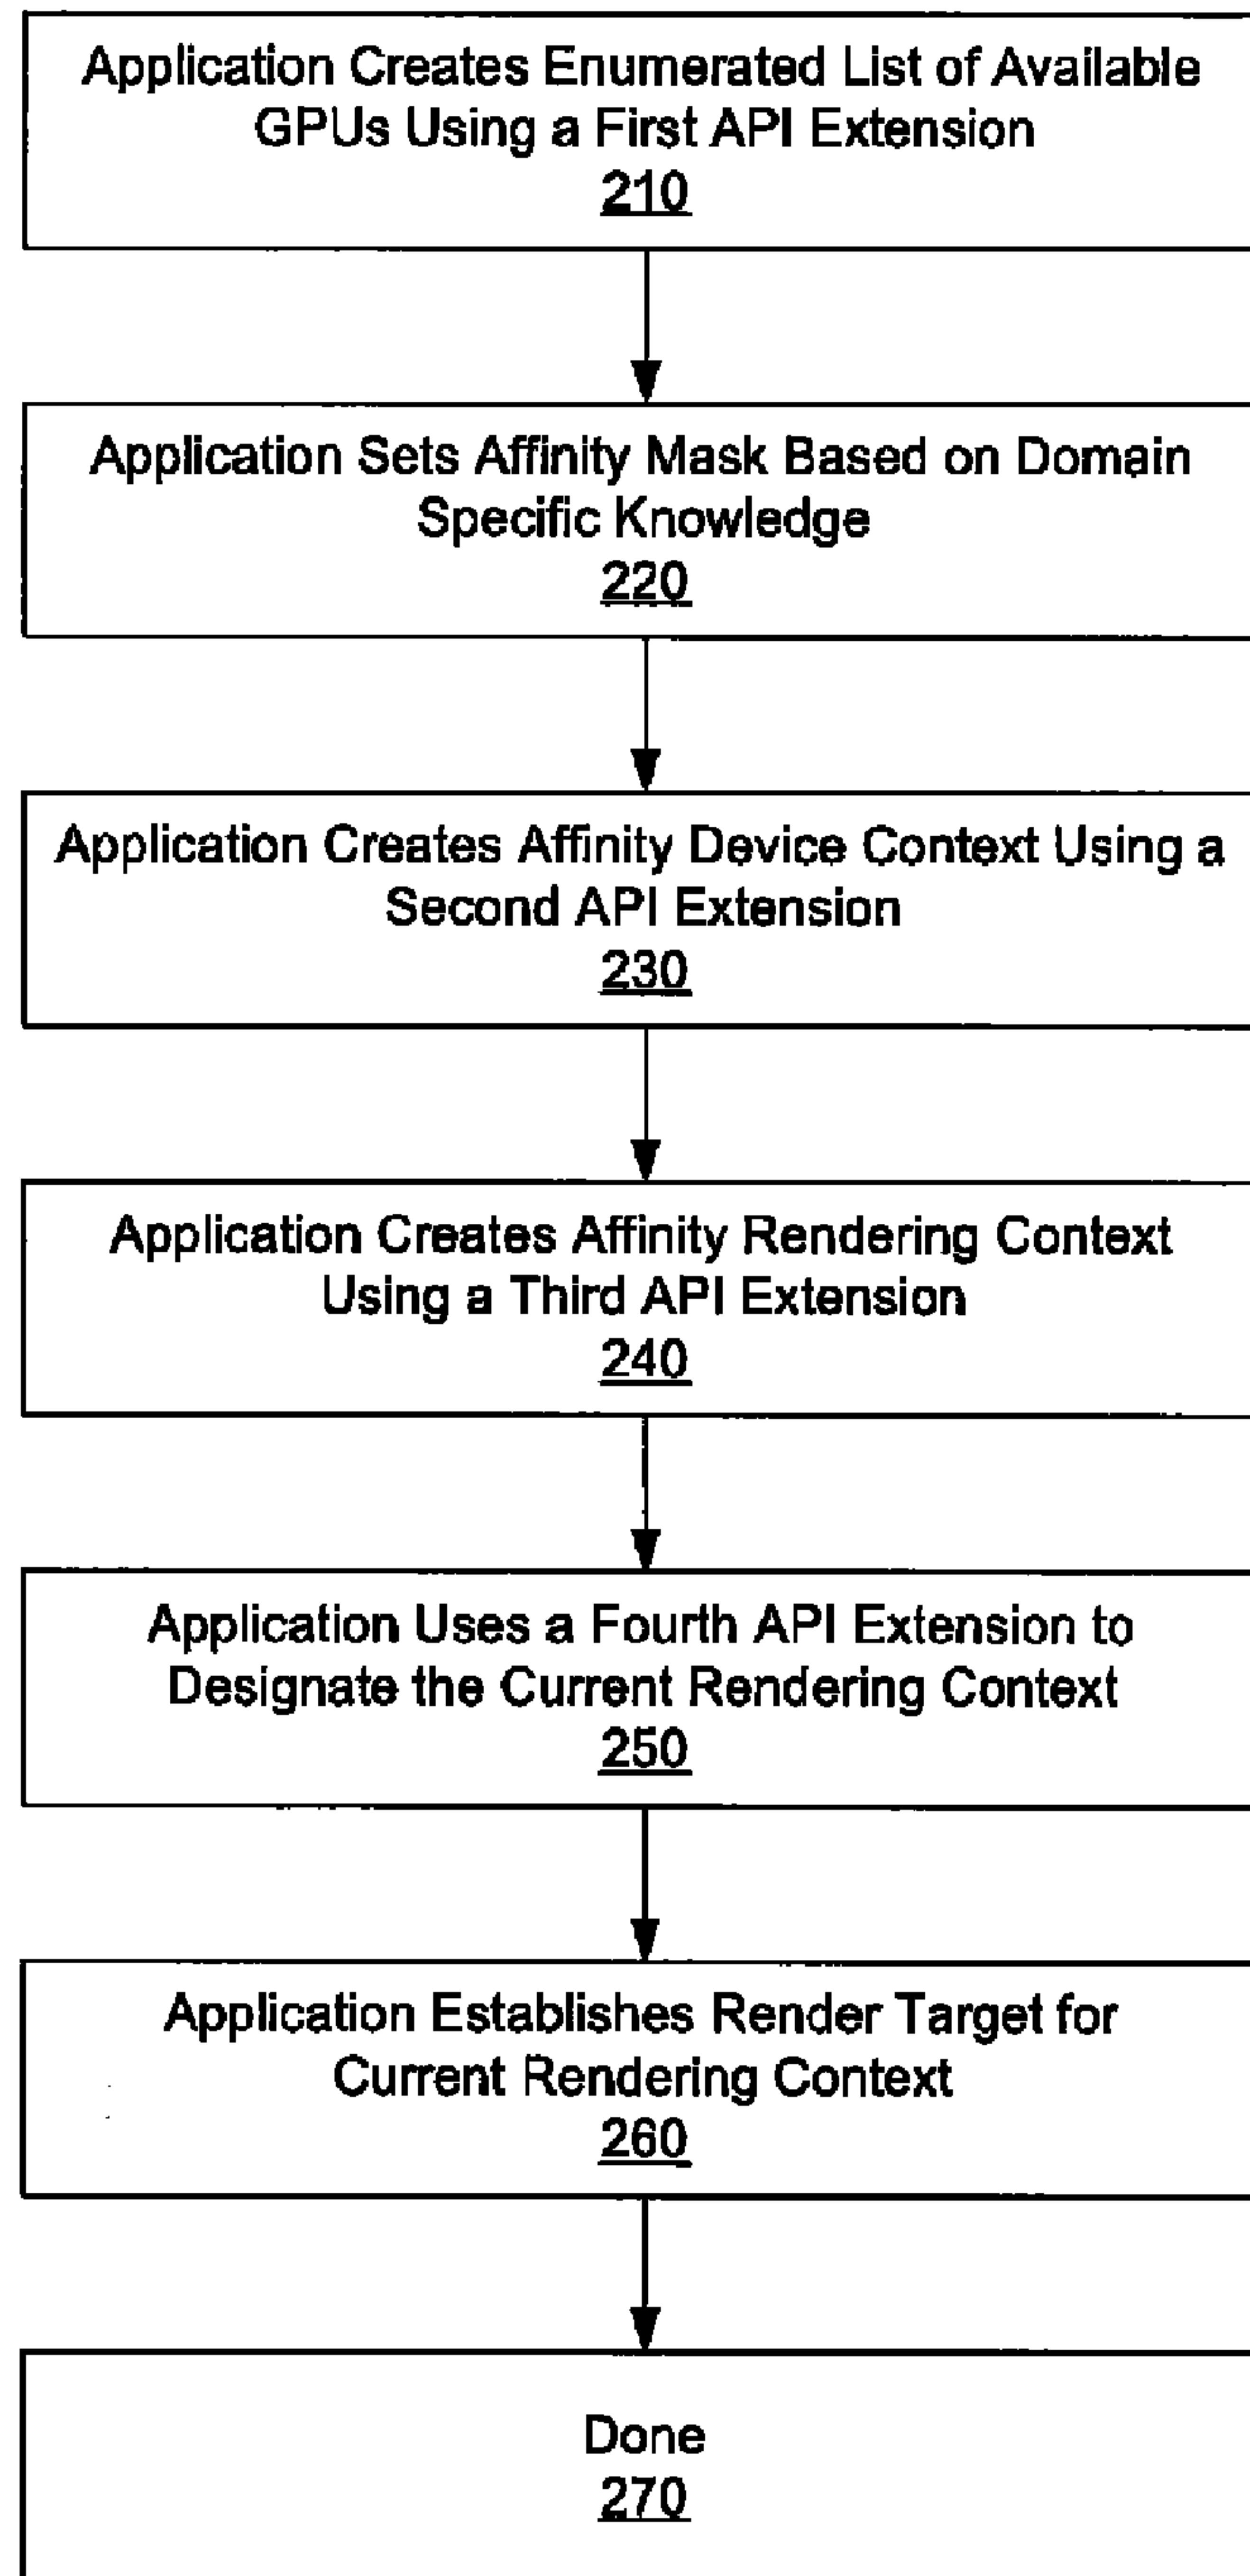 Application Creates Enumerated List of Available
GPUs Using a First API Extension
210
Application Sets Affinity Mask Based on Domain
Specific Knowledge
220
Application Creates Affinity Device Context Using a
Second API Extension
230
Application Creates Affinity Rendering Context
Using a Third API Extension
240
Application Uses a Fourth API Extension to
Designate the Current Rendering Context
250
Application Establishes Render Target for
Current Rendering Context
260
Done
270